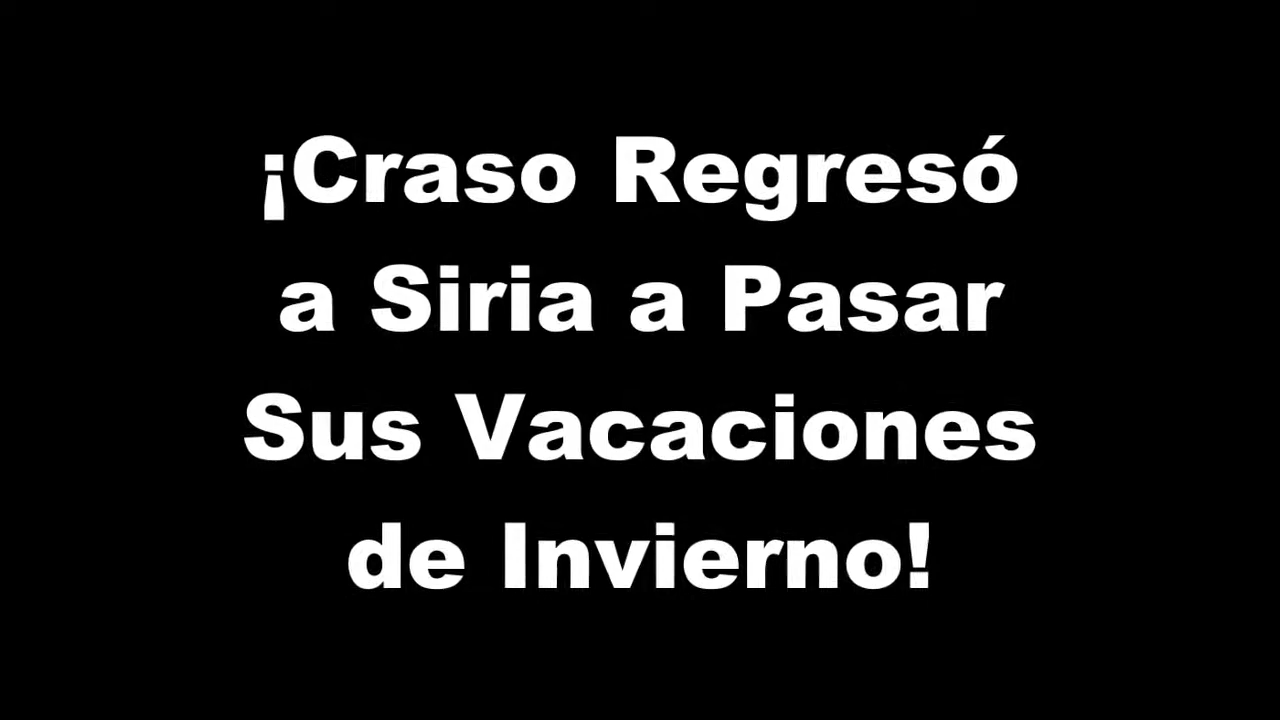 ¡Craso Regresó
a Siria a Pasar
Sus Vacaciones
de Invierno!